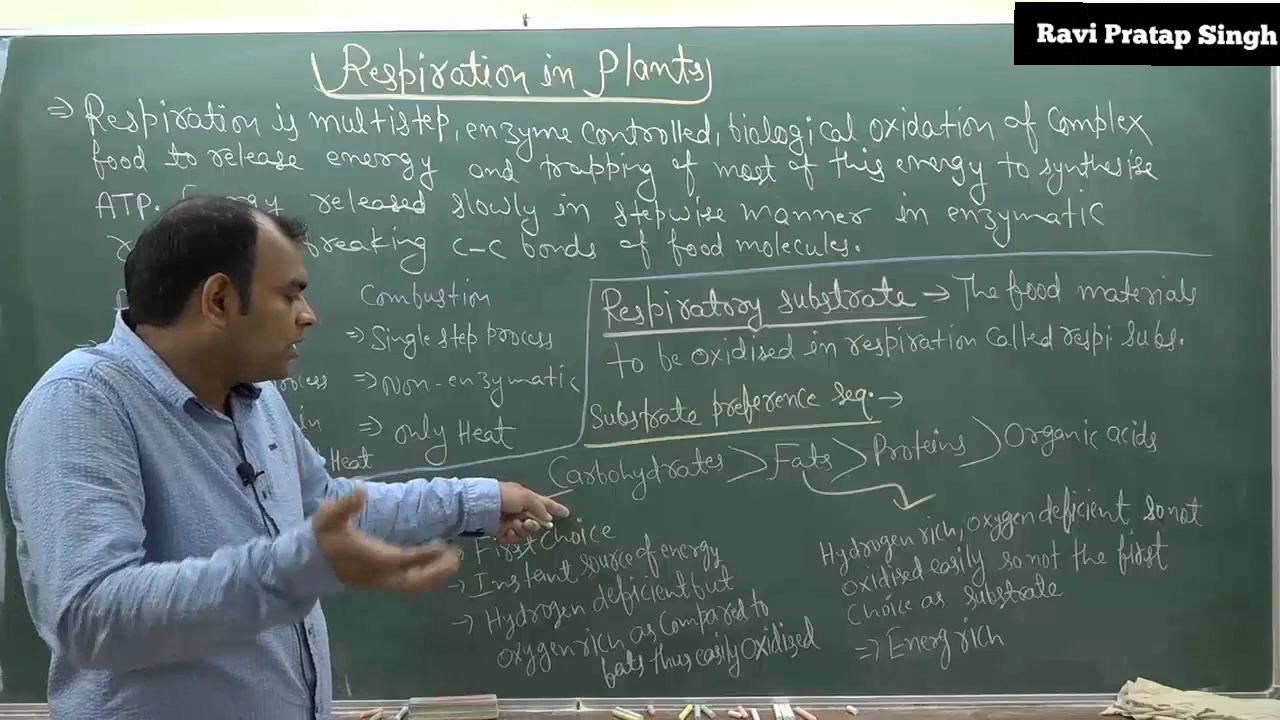 Ravi Pratap Singh
Respiration in Plants
⇒ Respiration is multistep, enzyme controlled, biological oxidation of Complex
food to release energy and trapping of most of this energy to synthesise
ATP. released slowly in stepwise manner in enzymatic
breaking C-C bonds of food molecules.
Combustion
⇒ Single step process
⇒ Non-enzymatic
⇒ only Heat
Heat
Respiratory substrate → The food materials
to be oxidised in respiration called respi. subs.
Substrate preference seq. →
Carbohydrates > Fats > Proteins > Organic acids
First choice
→ Instant source of energy
→ Hydrogen deficient but
oxygen rich as compared to
fats thus easily oxidised
Hydrogen rich, oxygen deficient so not
oxidised easily so not the first
choice as substrate
⇒ Energ rich